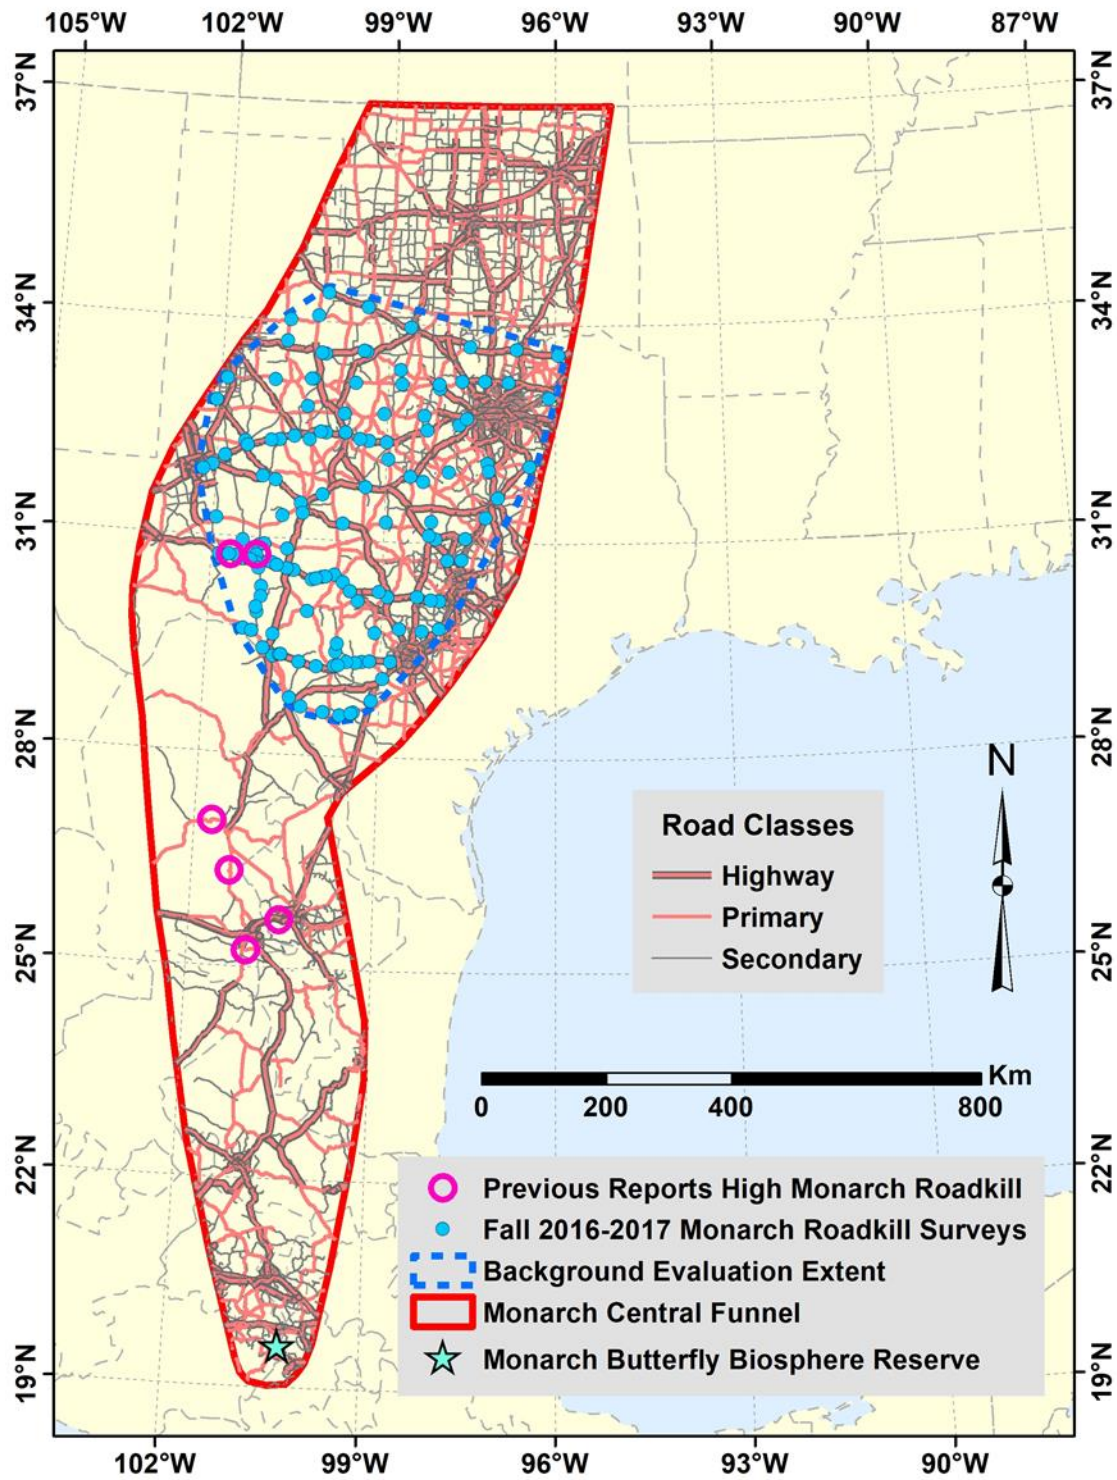 105°W 102°W 99°W 96°W 93°W 90°W 87°W
37°N 37°N
34°N 34°N
31°N 31°N
28°N 28°N
N
Road Classes
Highway
Primary
Secondary
25°N 25°N
Km
0 200 400 800
22°N 22°N
Previous Reports High Monarch Roadkill
Fall 2016-2017 Monarch Roadkill Surveys
Background Evaluation Extent
Monarch Central Funnel
Monarch Butterfly Biosphere Reserve
19°N 19°N
102°W 99°W 96°W 93°W 90°W